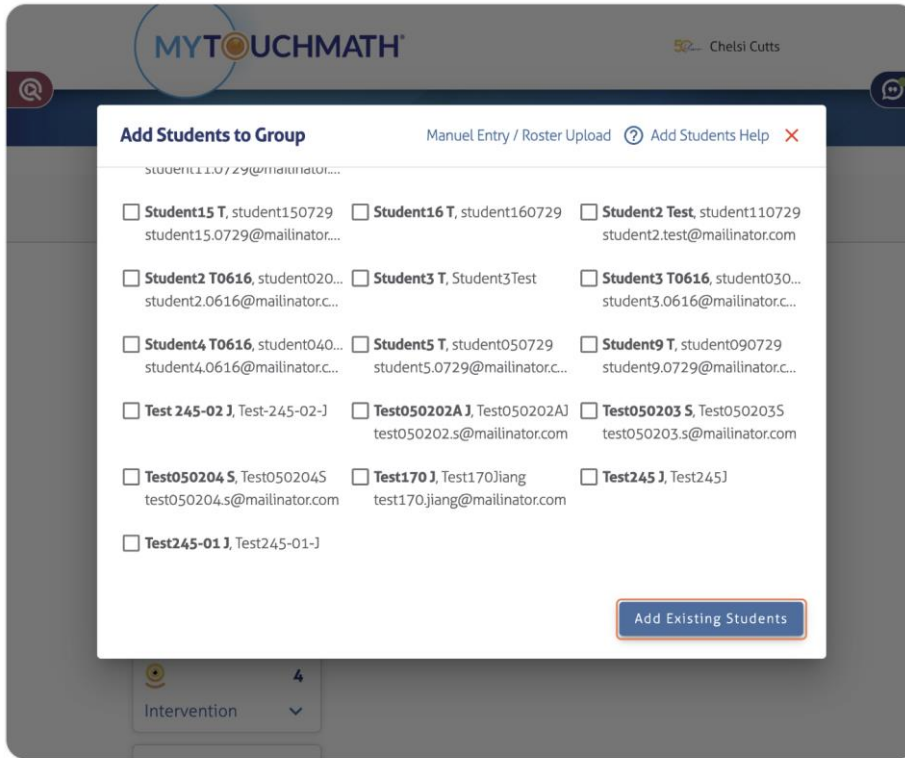 MYTOUCHMATH®
Chelsi Cutts
Add Students to Group
Manuel Entry / Roster Upload
? Add Students Help
student11.0729@mailinator....
Student15 T, student150729
student15.0729@mailinator....
Student16 T, student160729
Student2 Test, student110729
student2.test@mailinator.com
Student2 T0616, student020...
student2.0616@mailinator.c...
Student3 T, Student3Test
Student3 T0616, student030...
student3.0616@mailinator.c...
Student4 T0616, student040...
student4.0616@mailinator.c...
Student5 T, student050729
student5.0729@mailinator.c...
Student9 T, student090729
student9.0729@mailinator.c...
Test 245-02 J, Test-245-02-J
Test050202A J, Test050202AJ
test050202.s@mailinator.com
Test050203 S, Test050203S
test050203.s@mailinator.com
Test050204 S, Test050204S
test050204.s@mailinator.com
Test170 J, Test170Jiang
test170.jiang@mailinator.com
Test245 J, Test245J
Test245-01 J, Test245-01-J
Add Existing Students
4
Intervention